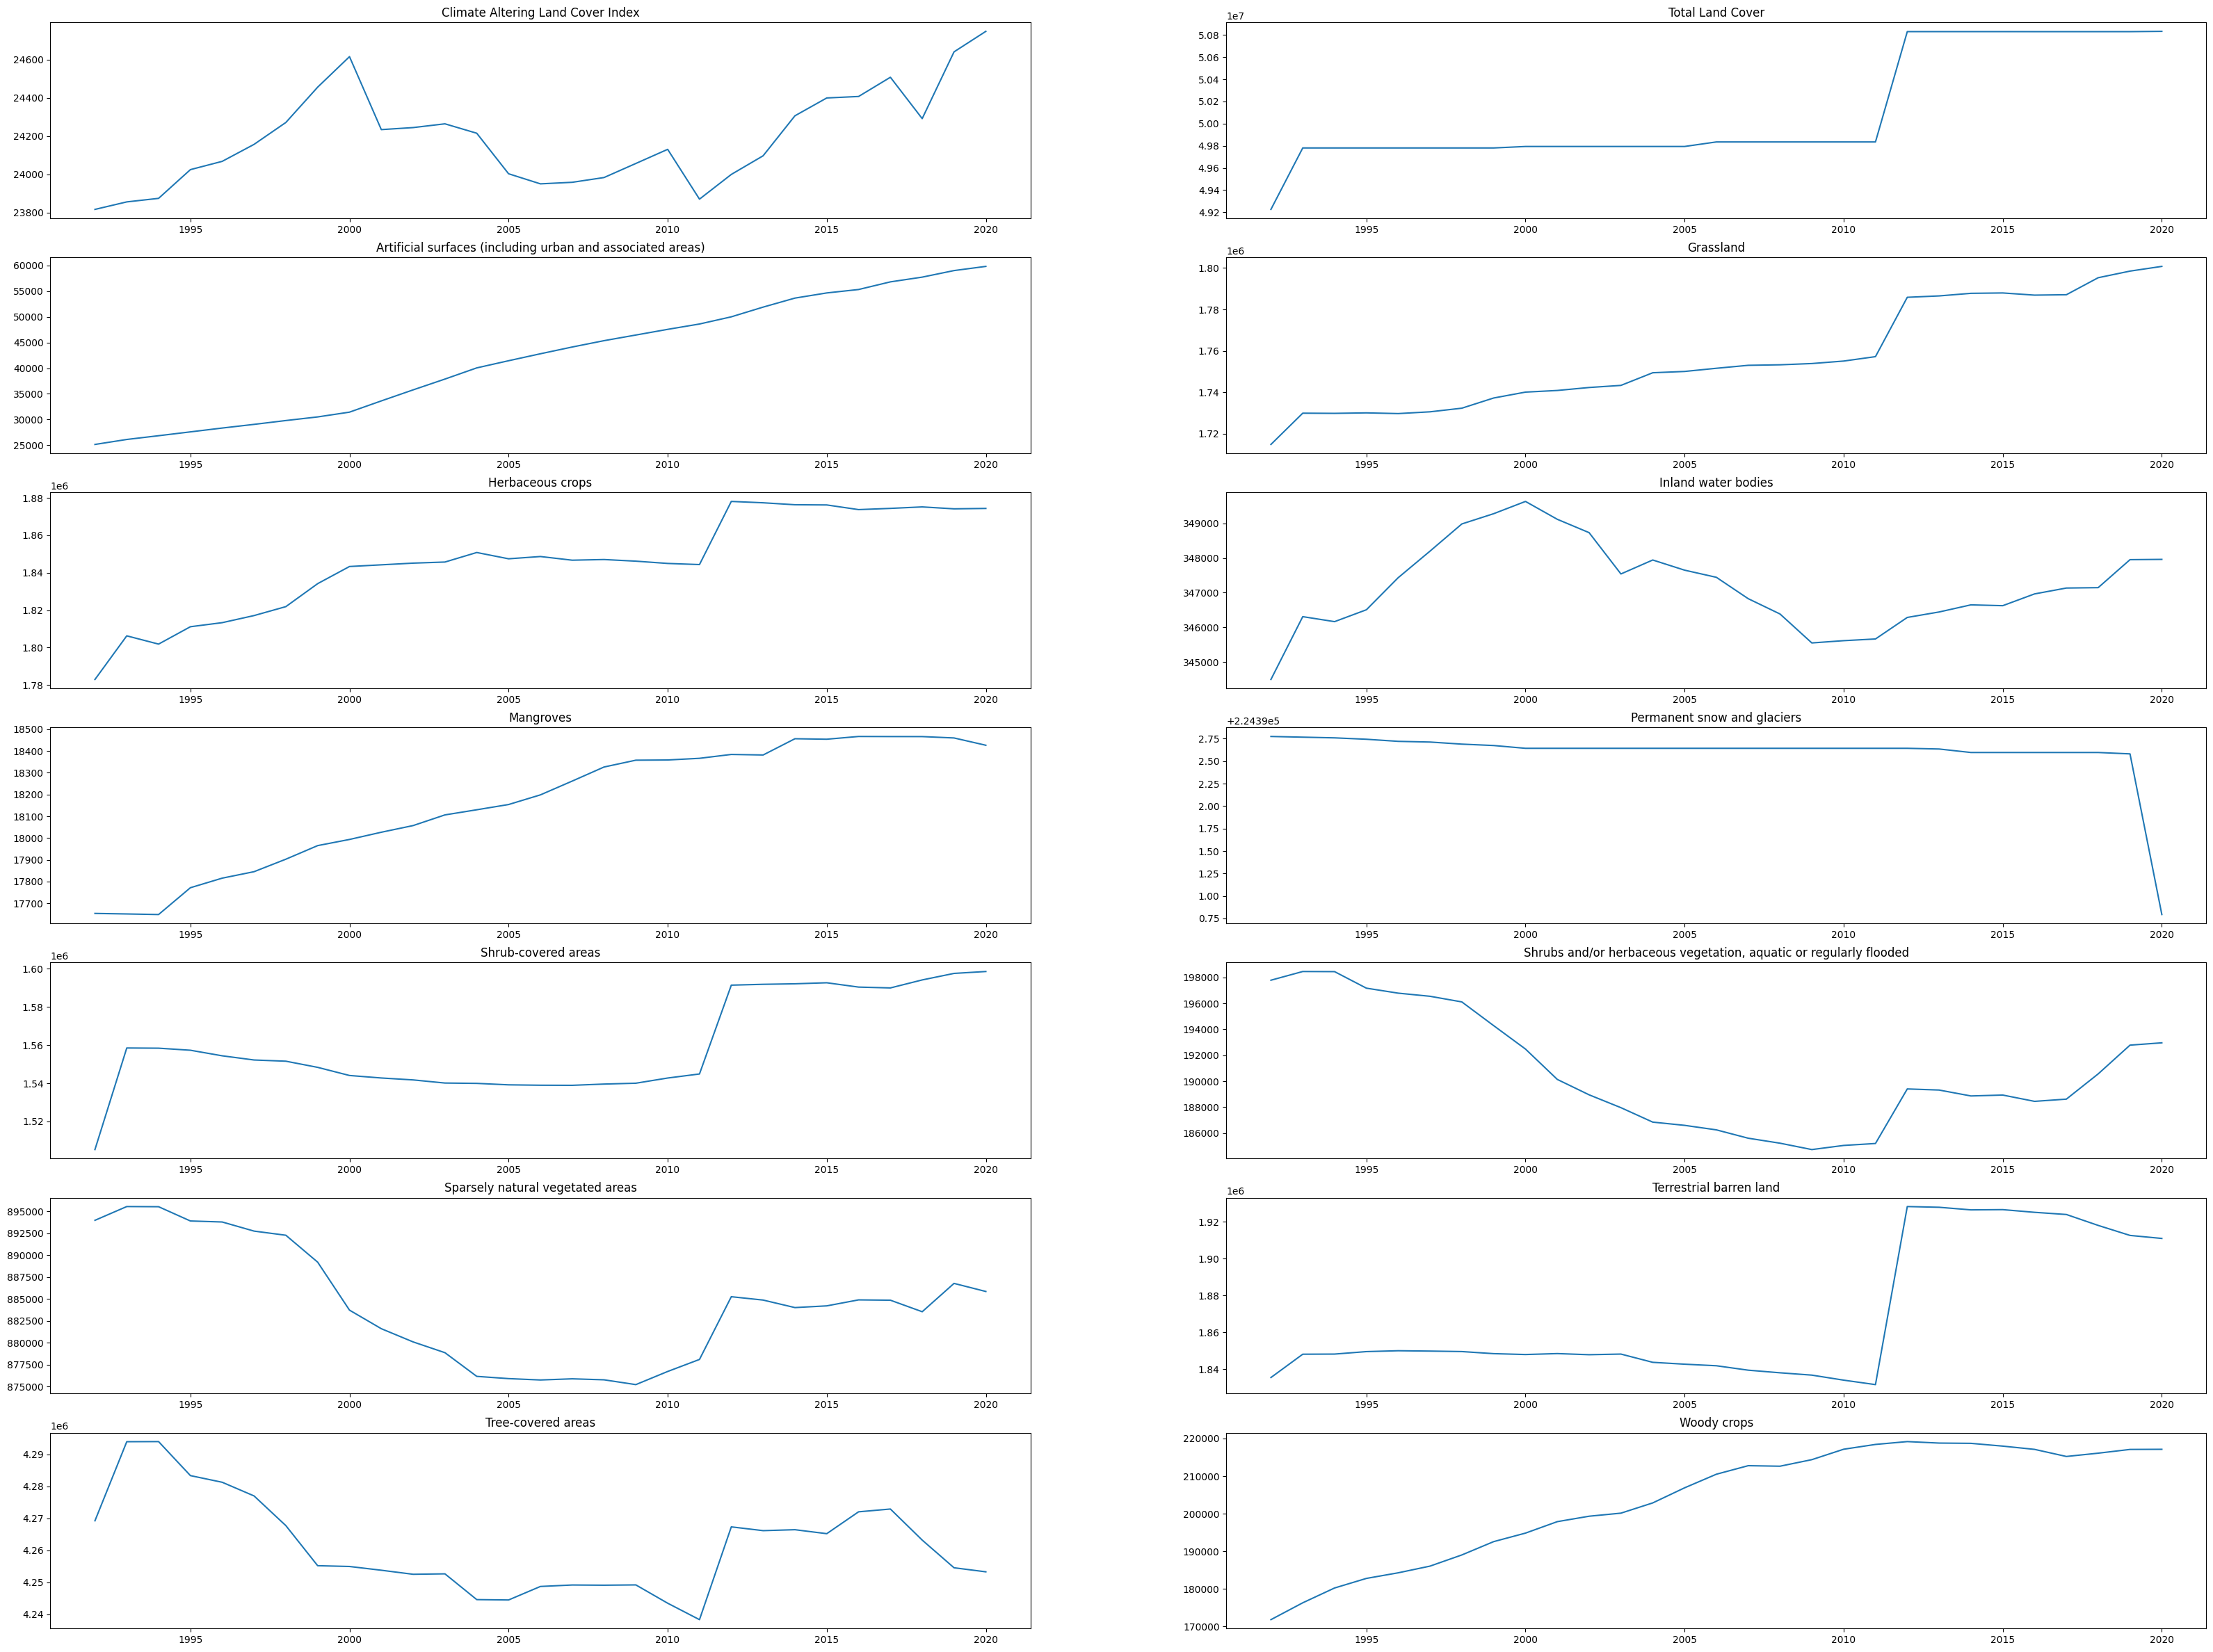 Climate Altering Land Cover Index
24600
24400
24200
24000
23800
1995 2000 2005 2010 2015 2020
Total Land Cover
1e7
5.08
5.06
5.04
5.02
5.00
4.98
4.96
4.94
4.92
1995 2000 2005 2010 2015 2020
Artificial surfaces (including urban and associated areas)
60000
55000
50000
45000
40000
35000
30000
25000
1995 2000 2005 2010 2015 2020
Grassland
1e6
1.80
1.78
1.76
1.74
1.72
1995 2000 2005 2010 2015 2020
Herbaceous crops
1e6
1.88
1.86
1.84
1.82
1.80
1.78
1995 2000 2005 2010 2015 2020
Inland water bodies
349000
348000
347000
346000
345000
1995 2000 2005 2010 2015 2020
Mangroves
18500
18400
18300
18200
18100
18000
17900
17800
17700
1995 2000 2005 2010 2015 2020
Permanent snow and glaciers
+2.2439e5
2.75
2.50
2.25
2.00
1.75
1.50
1.25
1.00
0.75
1995 2000 2005 2010 2015 2020
Shrub-covered areas
1e6
1.60
1.58
1.56
1.54
1.52
1995 2000 2005 2010 2015 2020
Shrubs and/or herbaceous vegetation, aquatic or regularly flooded
198000
196000
194000
192000
190000
188000
186000
1995 2000 2005 2010 2015 2020
Sparsely natural vegetated areas
895000
892500
890000
887500
885000
882500
880000
877500
875000
1995 2000 2005 2010 2015 2020
Terrestrial barren land
1e6
1.92
1.90
1.88
1.86
1.84
1995 2000 2005 2010 2015 2020
Tree-covered areas
1e6
4.29
4.28
4.27
4.26
4.25
4.24
1995 2000 2005 2010 2015 2020
Woody crops
220000
210000
200000
190000
180000
170000
1995 2000 2005 2010 2015 2020